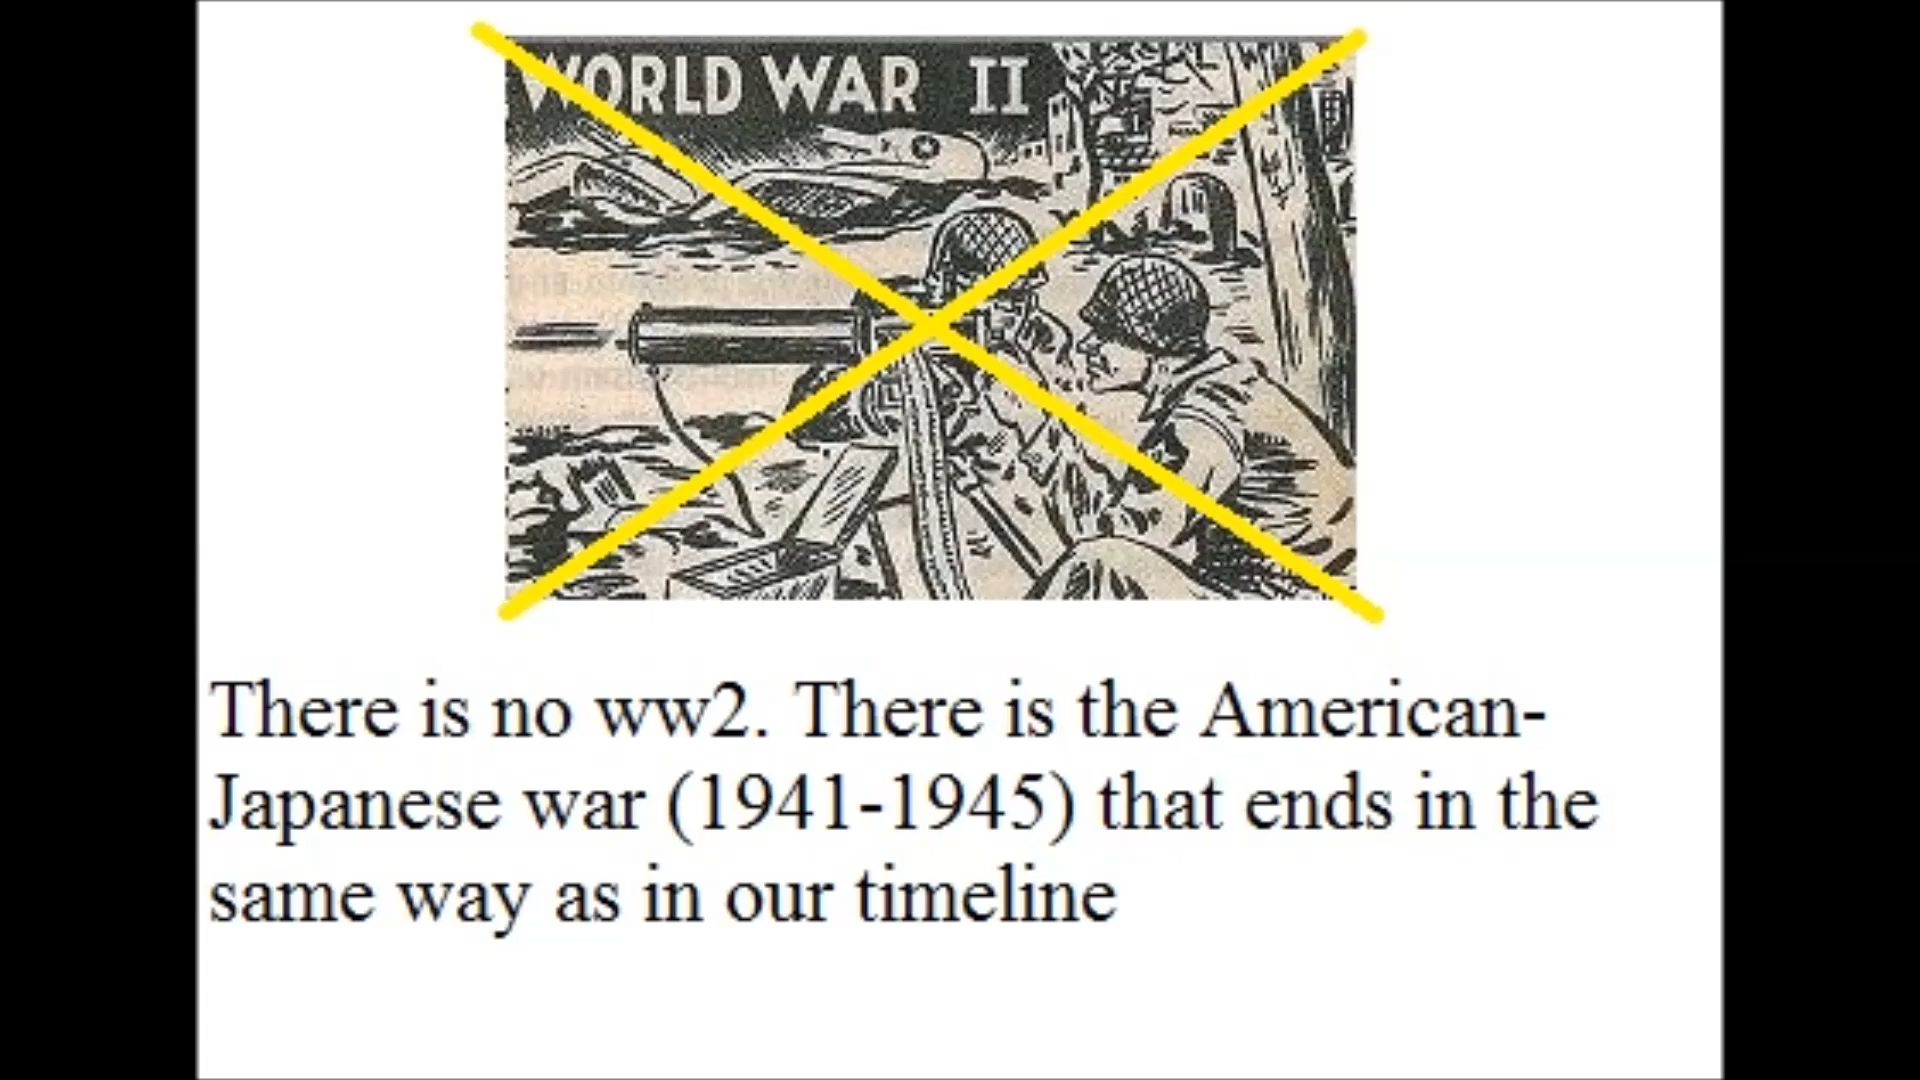 WORLD WAR II
There is no ww2. There is the American-
Japanese war (1941-1945) that ends in the
same way as in our timeline